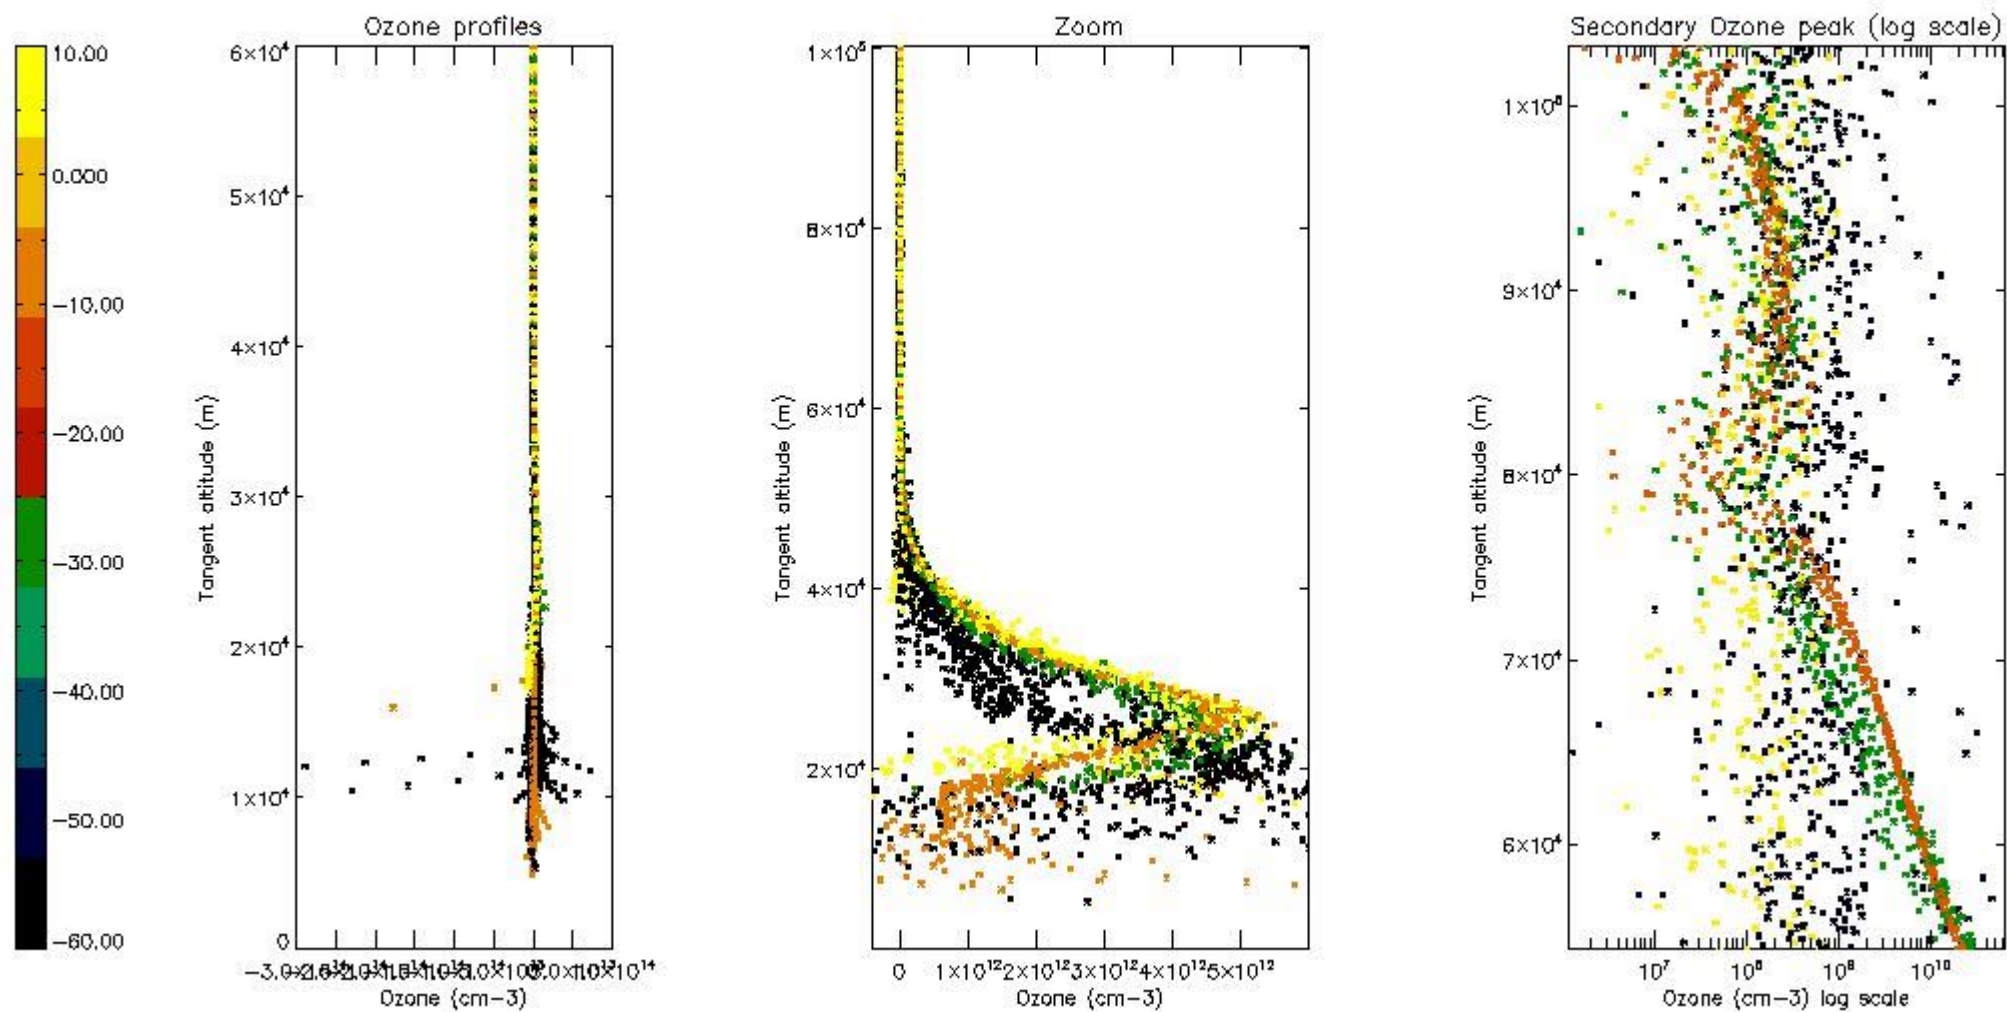 Ozone profiles
Zoom
Secondary Ozone peak (log scale)
10.00
0.000
−10.00
−20.00
−30.00
−40.00
−50.00
−60.00
6×10⁴
5×10⁴
4×10⁴
3×10⁴
2×10⁴
1×10⁴
0
Tangent altitude (m)
Ozone (cm−3)
1×10⁵
8×10⁴
6×10⁴
4×10⁴
2×10⁴
Tangent altitude (m)
0 1×10¹² 2×10¹² 3×10¹² 4×10¹² 5×10¹²
Ozone (cm−3)
9×10⁴
8×10⁴
7×10⁴
6×10⁴
Tangent altitude (m)
10⁷ 10¹⁰
Ozone (cm−3) log scale